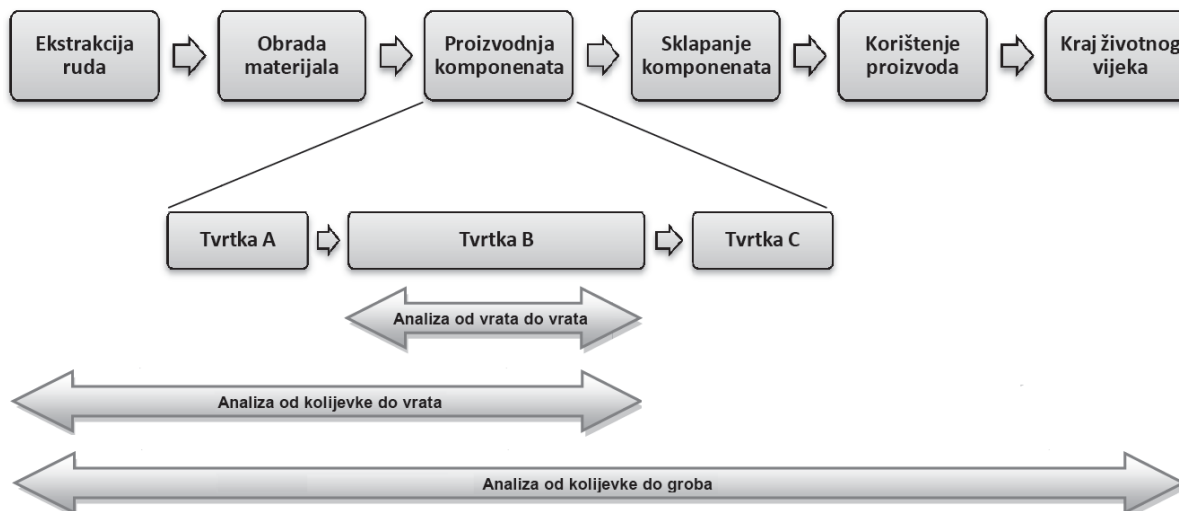 Ekstrakcija
ruda
Obrada
materijala
Proizvodnja
komponenata
Sklapanje
komponenata
Korištenje
proizvoda
Kraj životnog
vijeka
Tvrtka A
Tvrtka B
Tvrtka C
Analiza od vrata do vrata
Analiza od kolijevke do vrata
Analiza od kolijevke do groba